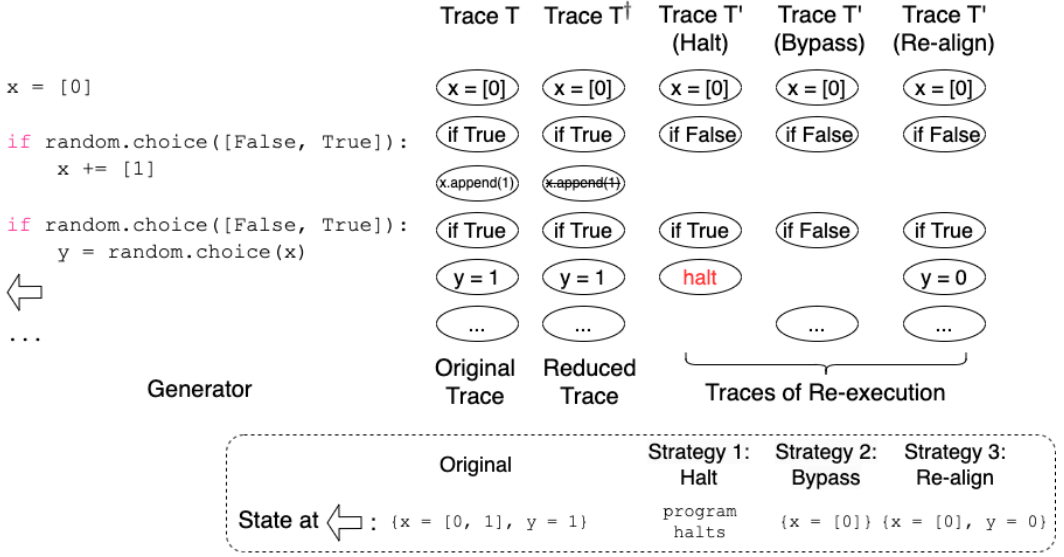 Trace T Trace T† Trace T' Trace T' Trace T'
(Halt) (Bypass) (Re-align)
x = [0] x = [0] x = [0] x = [0] x = [0] x = [0]
if random.choice([False, True]): if True if True if False if False if False
x += [1] x.append(1) x.append(1)
if random.choice([False, True]): if True if True if True if False if True
y = random.choice(x)
y = 1 y = 1 halt y = 0
... ... ... ... ...
Original Reduced
Generator Trace Trace Traces of Re-execution
Original Strategy 1: Strategy 2: Strategy 3:
Halt Bypass Re-align
State at : {x = [0, 1], y = 1} program {x = [0]} {x = [0], y = 0}
halts